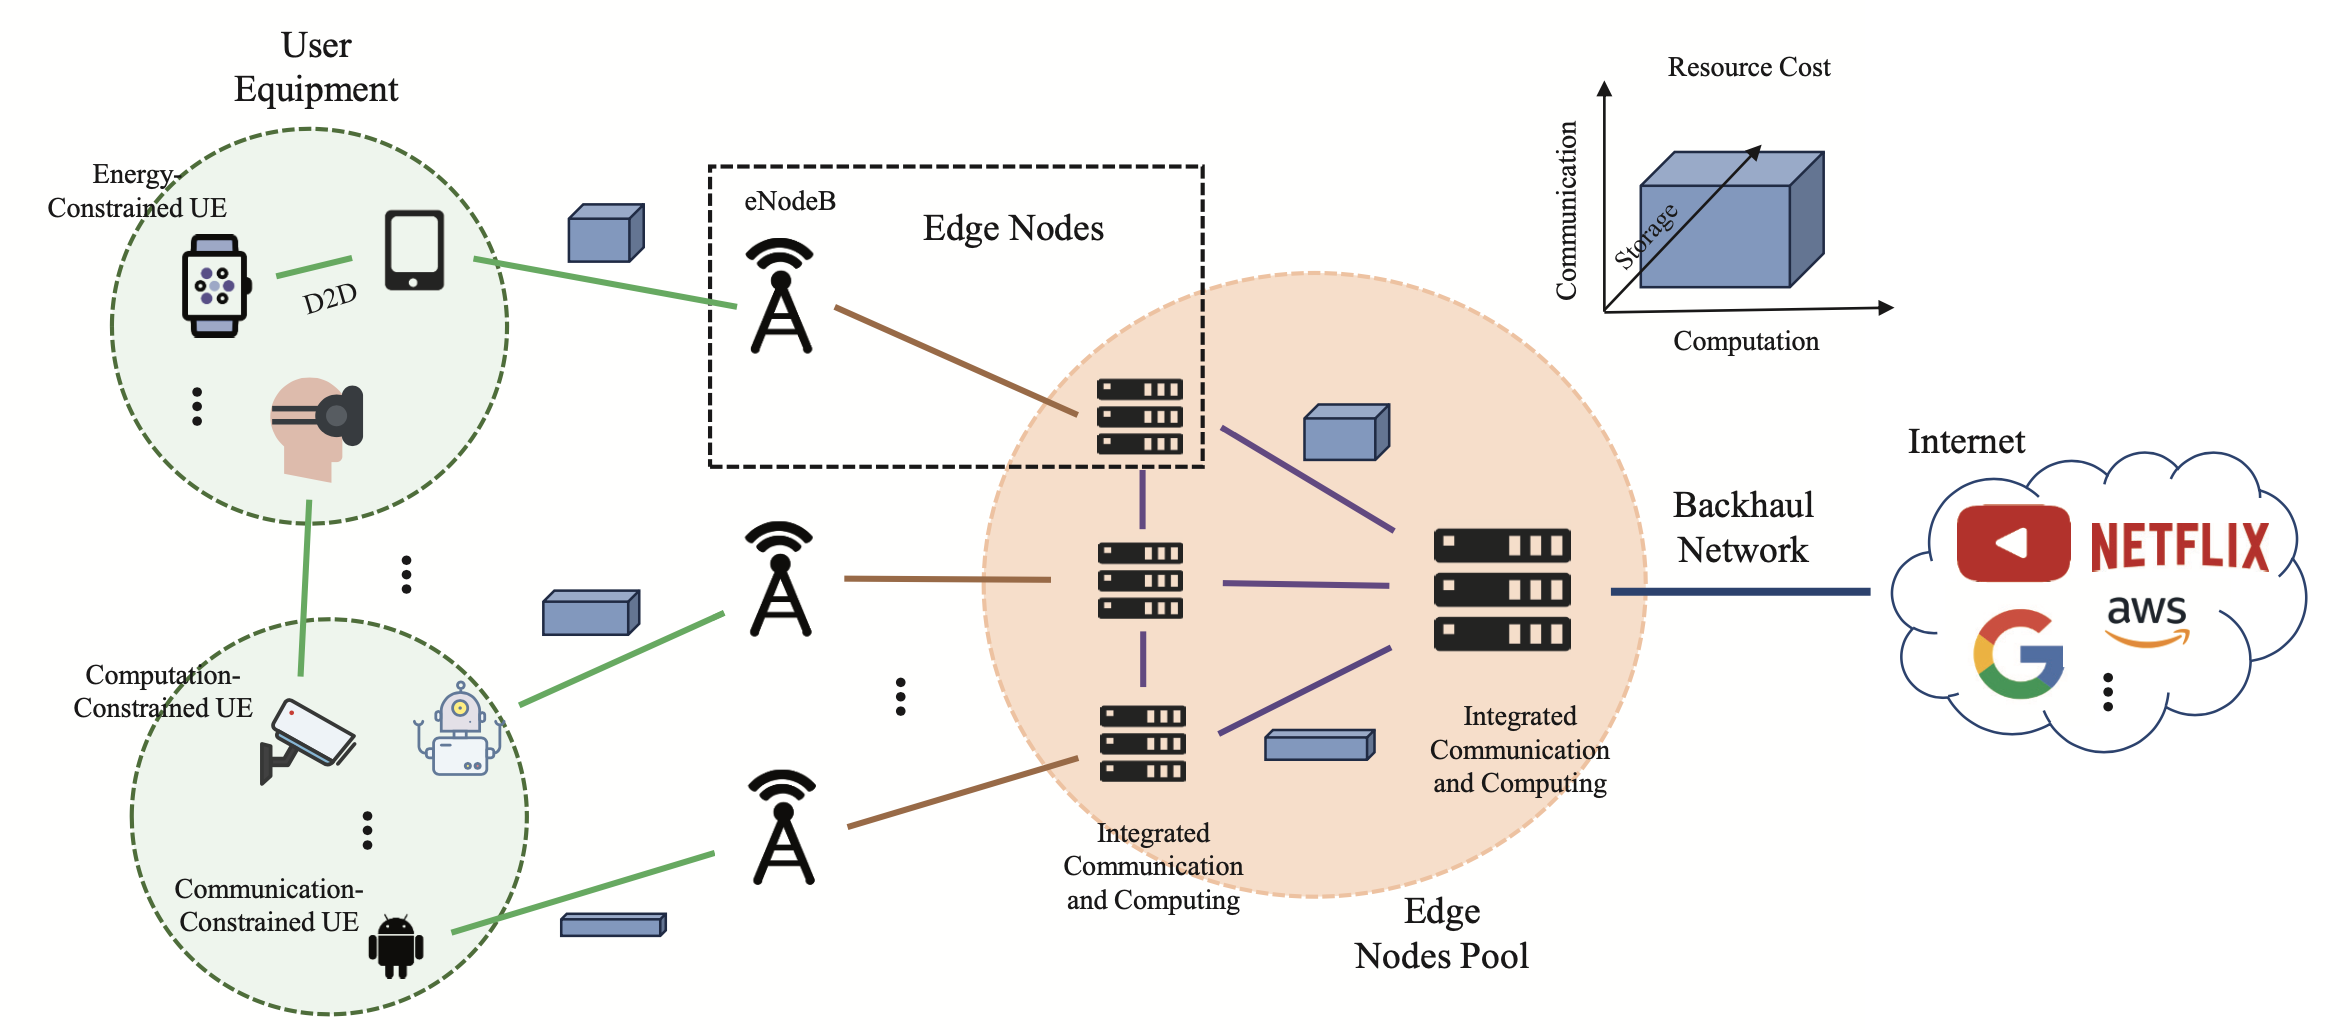 User
Equipment
Energy-
Constrained UE
D2D
Computation-
Constrained UE
Communication-
Constrained UE
eNodeB
Edge Nodes
Integrated
Communication
and Computing
Integrated
Communication
and Computing
Edge
Nodes Pool
Resource Cost
Communication
Storage
Computation
Backhaul
Network
Internet
NETFLIX
aws
G